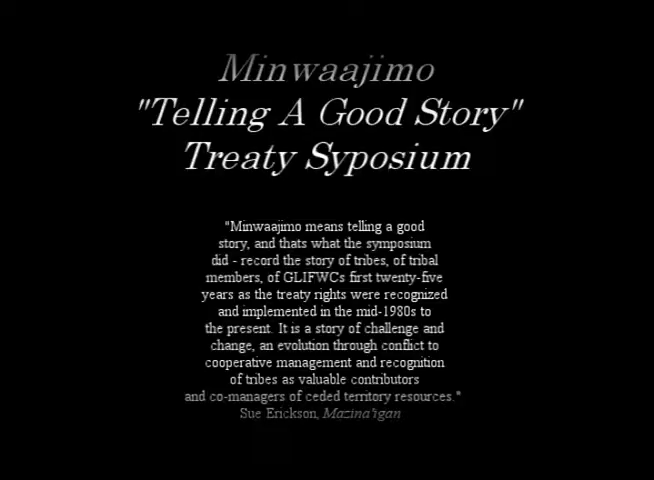 Minwaajimo
"Telling A Good Story"
Treaty Syposium
"Minwaajimo means telling a good
story, and thats what the symposium
did - record the story of tribes, of tribal
members, of GLIFWCs first twenty-five
years as the treaty rights were recognized
and implemented in the mid-1980s to
the present. It is a story of challenge and
change, an evolution through conflict to
cooperative management and recognition
of tribes as valuable contributors
and co-managers of ceded territory resources."
Sue Erickson, Mazina'igan